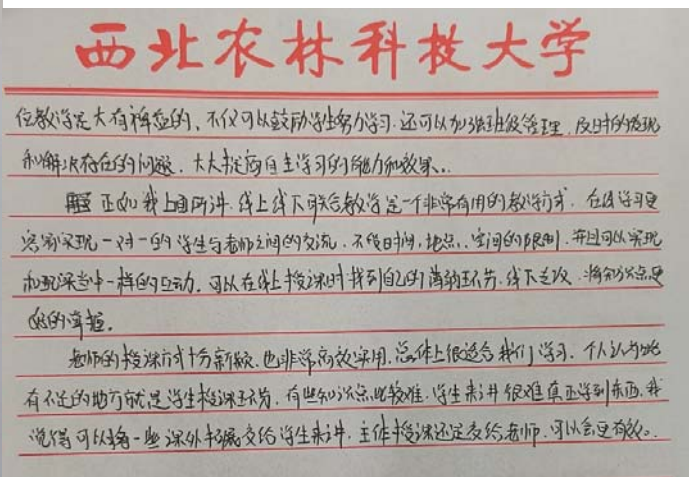 西北农林科技大学
位教学是大有裨益的，不仅可以鼓励学生努力学习，还可以加强班级管理，及时的发现
和解决存在的问题，大大提高自主学习的能力和效果。
正如我上面所讲，线上线下联合教学是一个非常有用的教学方式，在线学习更
容易实现一对一的学生与老师之间的交流，不受时间，地点，空间的限制，并且可以实现
和现实当中一样的互动，可以在线上授课时找到自己的薄弱环节，线下主攻，将知识点更
好的掌握。
老师的授课方式十分新颖，也非常高效实用，总体上很适合我们学习，个人认为比
有不足的地方就是学生授课环节，有些知识点比较难，学生来讲很难真正学到东西，我
觉得可以将一些课外拓展交给学生来讲，主体授课还是交给老师，可以会更有效。